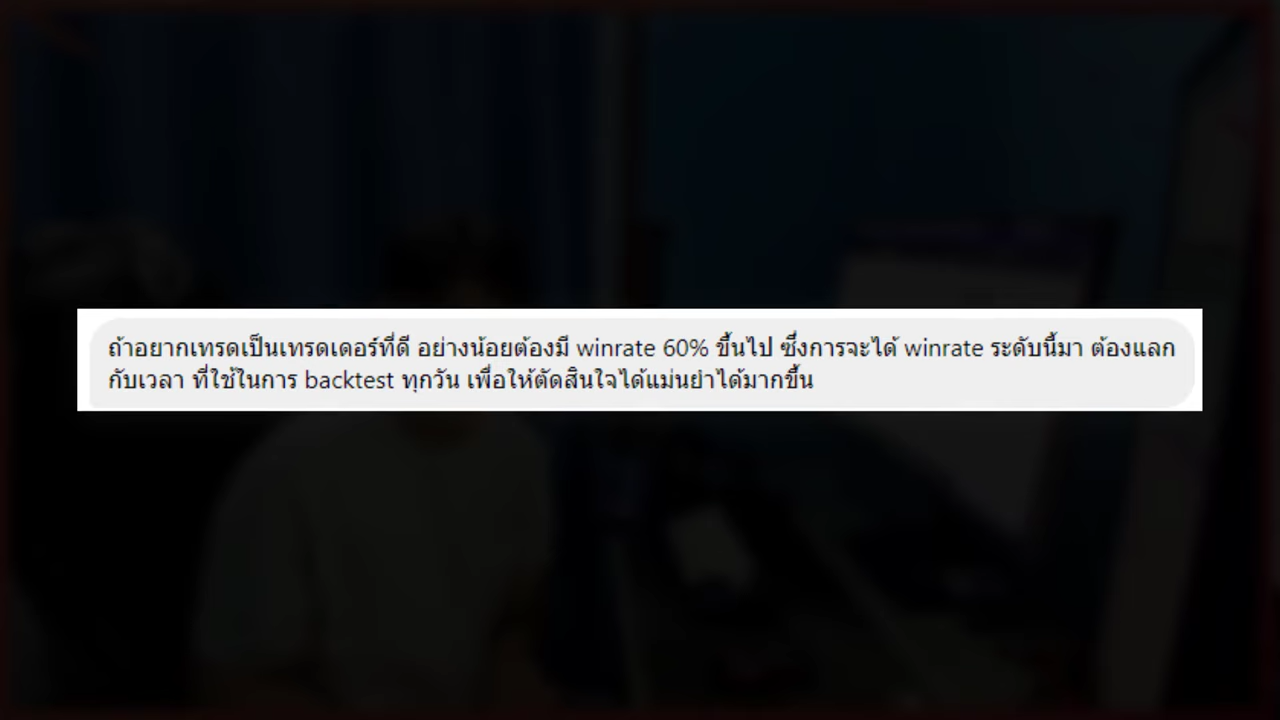 ถ้าอยากเทรดเป็นเทรดเดอร์ที่ดี อย่างน้อยต้องมี winrate 60% ขึ้นไป ซึ่งการจะได้ winrate ระดับนี้มา ต้องแลก
กับเวลา ที่ใช้ในการ backtest ทุกวัน เพื่อให้ตัดสินใจได้แม่นยำได้มากขึ้น